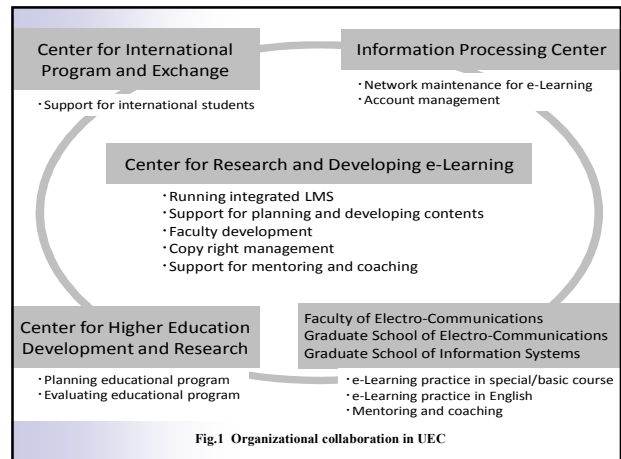 Center for International
Program and Exchange
・Support for international students
Information Processing Center
・Network maintenance for e-Learning
・Account management
Center for Research and Developing e-Learning
・Running integrated LMS
・Support for planning and developing contents
・Faculty development
・Copy right management
・Support for mentoring and coaching
Center for Higher Education
Development and Research
・Planning educational program
・Evaluating educational program
Faculty of Electro-Communications
Graduate School of Electro-Communications
Graduate School of Information Systems
・e-Learning practice in special/basic course
・e-Learning practice in English
・Mentoring and coaching
Fig.1 Organizational collaboration in UEC